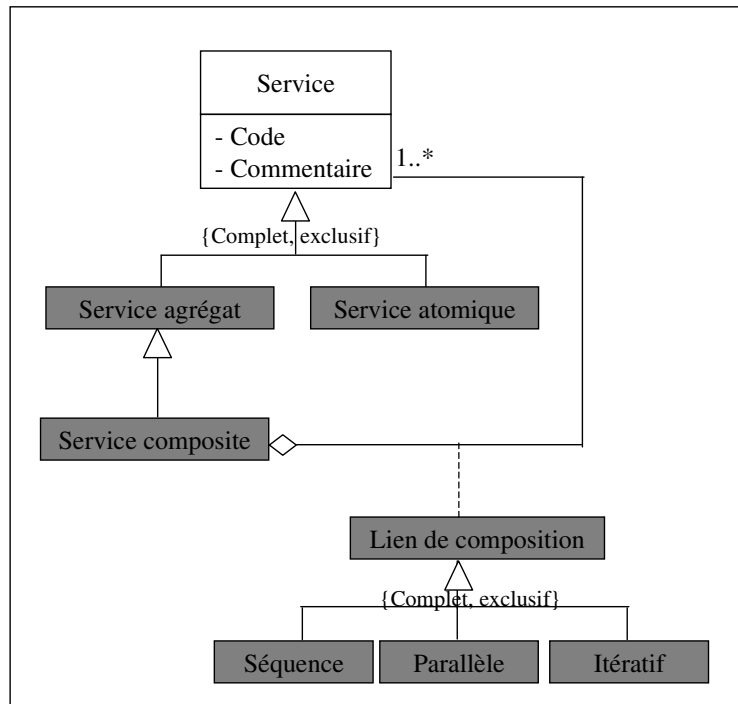 Service
- Code
- Commentaire
1..*
{Complet, exclusif}
Service agrégat
Service atomique
Service composite
Lien de composition
{Complet, exclusif}
Séquence
Parallèle
Itératif